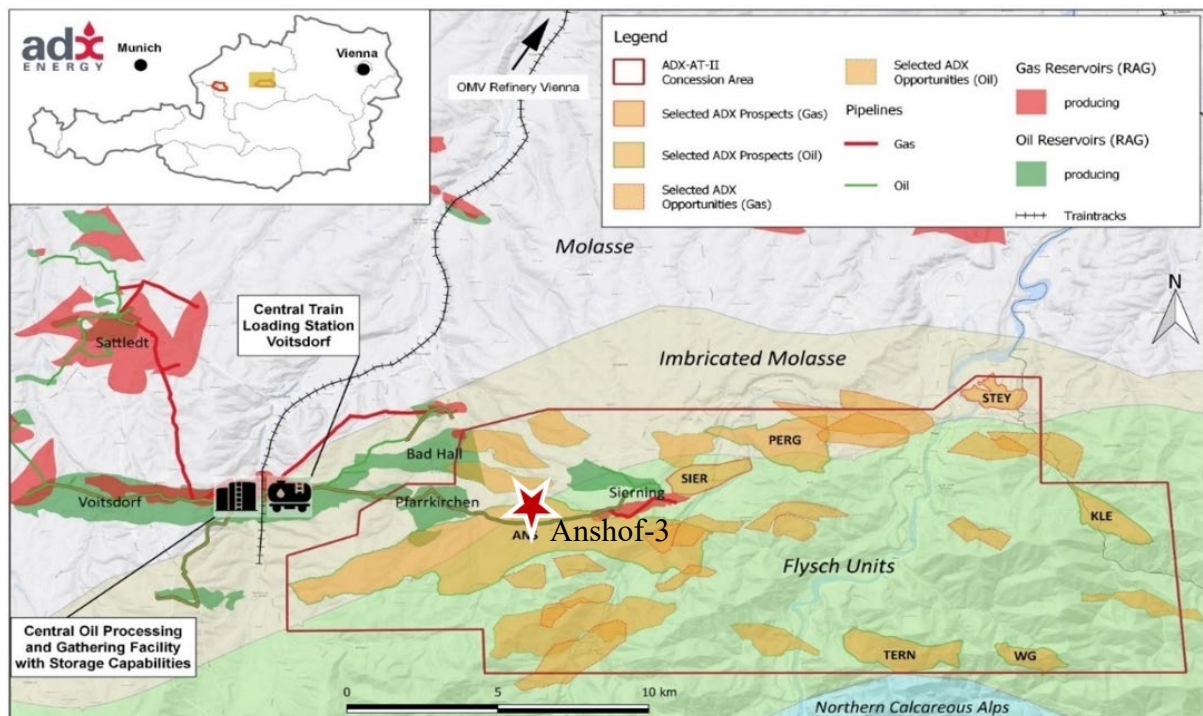 adx
ENERGY
Munich
Vienna
OMV Refinery Vienna
Legend
ADX-AT-II
Concession Area
Selected ADX Prospects (Gas)
Selected ADX Prospects (Oil)
Selected ADX
Opportunities (Gas)
Selected ADX
Opportunities (Oil)
Pipelines
Gas
Oil
Gas Reservoirs (RAG)
producing
Oil Reservoirs (RAG)
producing
Traintracks
Molasse
N
Central Train
Loading Station
Voitsdorf
Sattledt
Imbricated Molasse
STEY
PERG
Bad Hall
SIER
Voitsdorf
Pfarrkirchen
Sierning
KLE
ANS
Anshof-3
Flysch Units
Central Oil Processing
and Gathering Facility
with Storage Capabilities
TERN
WG
0
5
10 km
Northern Calcareous Alps